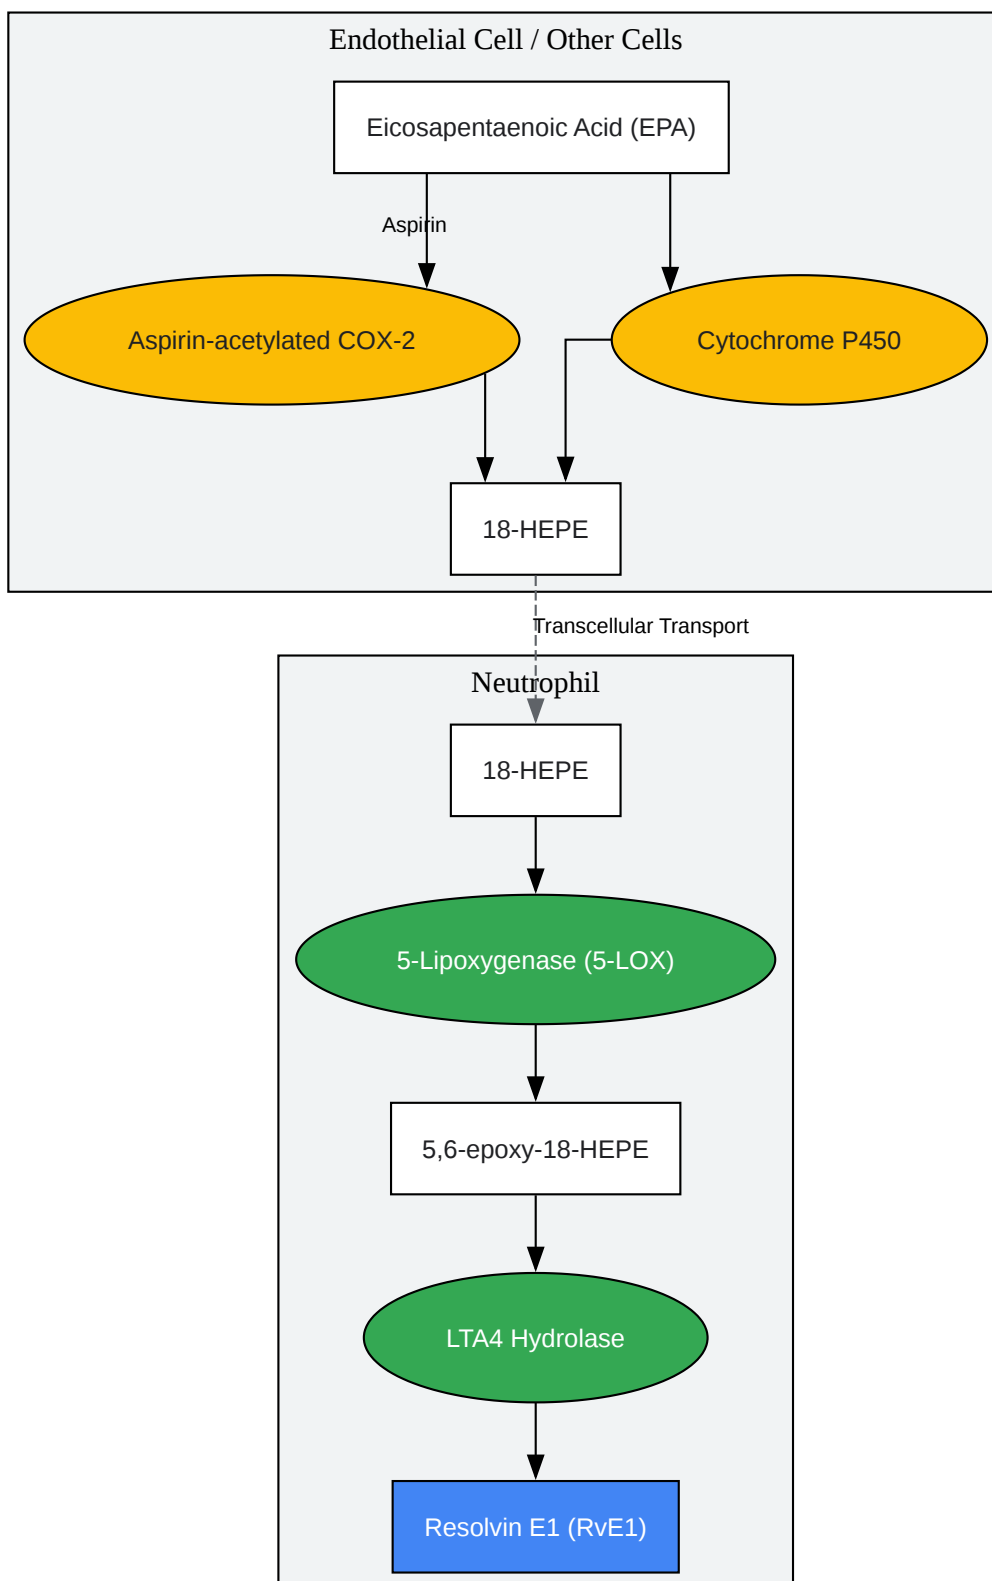 Endothelial Cell / Other Cells
Eicosapentaenoic Acid (EPA)
Aspirin
Aspirin-acetylated COX-2
Cytochrome P450
18-HEPE
Transcellular Transport
Neutrophil
18-HEPE
5-Lipoxygenase (5-LOX)
5,6-epoxy-18-HEPE
LTA4 Hydrolase
Resolvin E1 (RvE1)